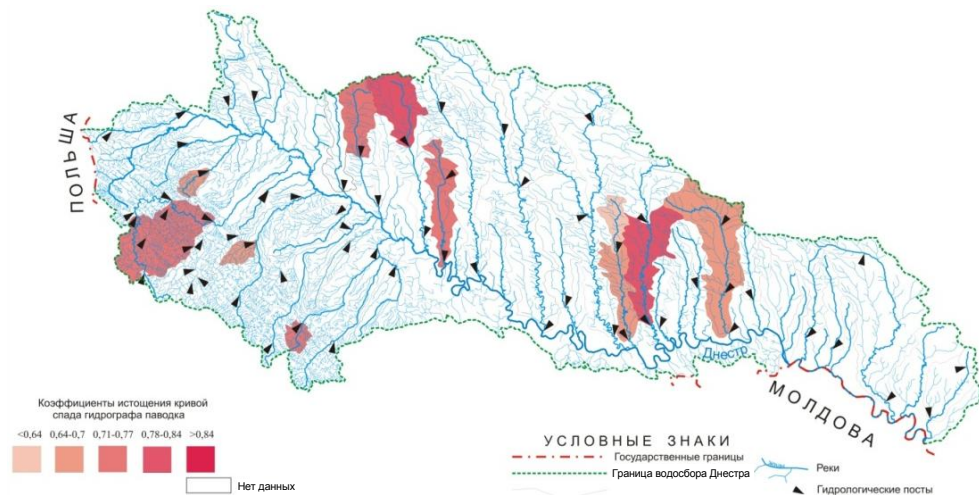 ПОЛЬША
Днестр
МОЛДОВА
Коэффициенты истощения кривой
спада гидрографа паводка
<0,64 0,64-0,7 0,71-0,77 0,78-0,84 >0,84
Нет данных
УСЛОВНЫЕ ЗНАКИ
Государственные границы
Граница водосбора Днестра
Реки
Гидрологические посты